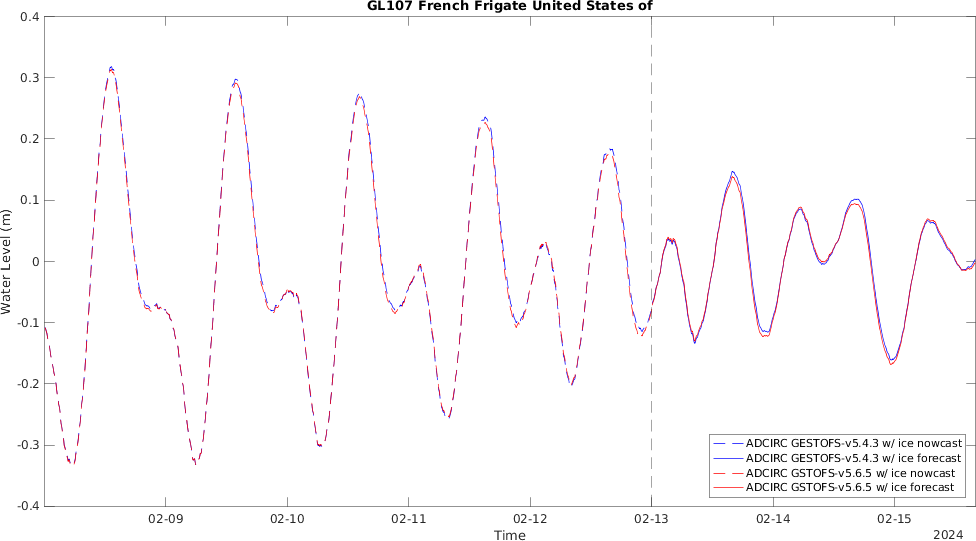 GL107 French Frigate United States of
0.4
0.3
0.2
0.1
0
-0.1
-0.2
-0.3
-0.4
Water Level (m)
02-09
02-10
02-11
02-12
02-13
02-14
02-15
Time
2024
ADCIRC GESTOFS-v5.4.3 w/ ice nowcast
ADCIRC GESTOFS-v5.4.3 w/ ice forecast
ADCIRC GSTOFS-v5.6.5 w/ ice nowcast
ADCIRC GSTOFS-v5.6.5 w/ ice forecast